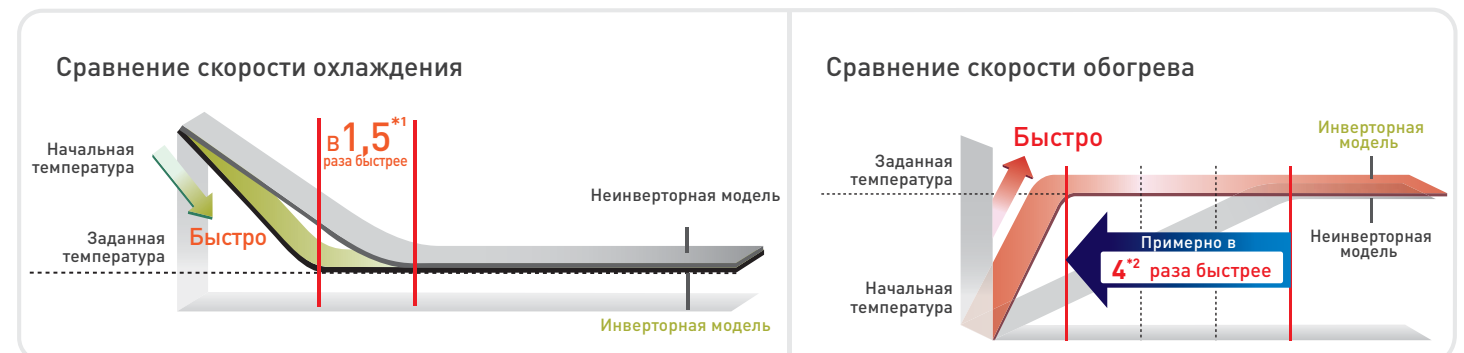 Сравнение скорости охлаждения
Начальная
температура
Быстро
Заданная
температура
в 1,5*1
раза быстрее
Неинверторная модель
Инверторная модель
Сравнение скорости обогрева
Заданная
температура
Быстро
Начальная
температура
Примерно в
4*2 раза быстрее
Инверторная
модель
Неинверторная
модель